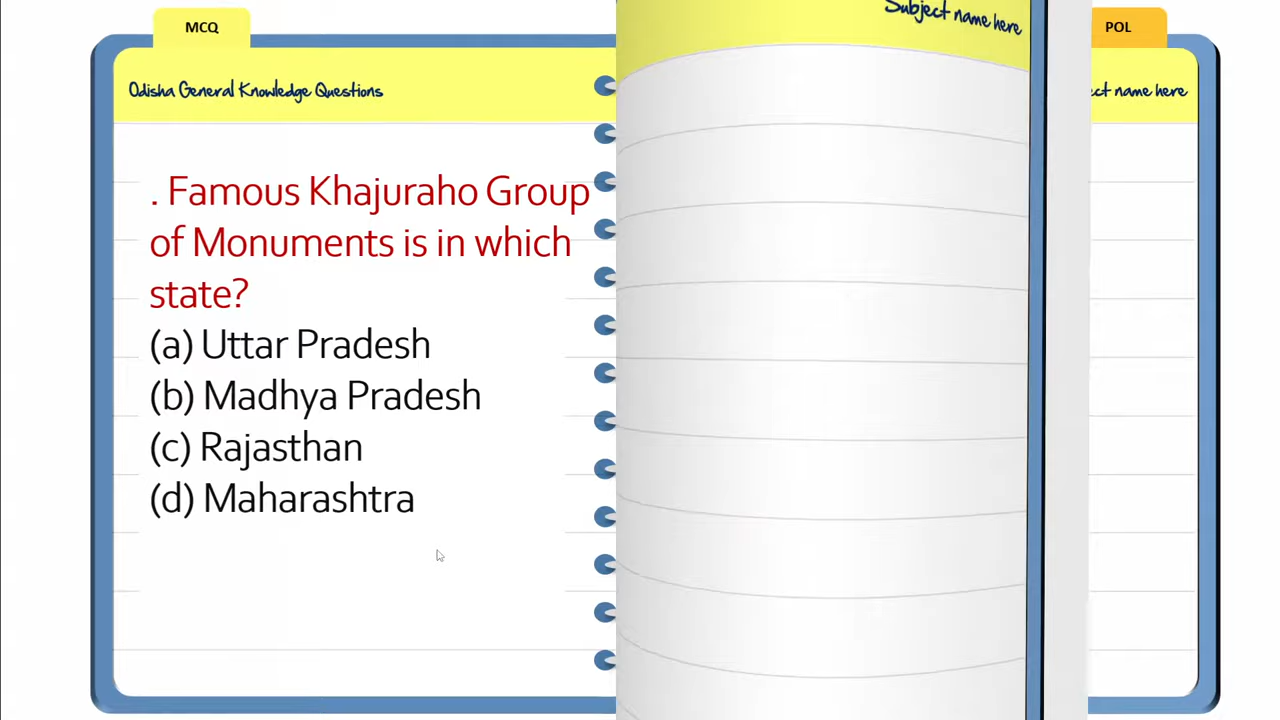 MCQ
POL
Subject name here
Odisha General Knowledge Questions
ect name here
. Famous Khajuraho Group
of Monuments is in which
state?
(a) Uttar Pradesh
(b) Madhya Pradesh
(c) Rajasthan
(d) Maharashtra